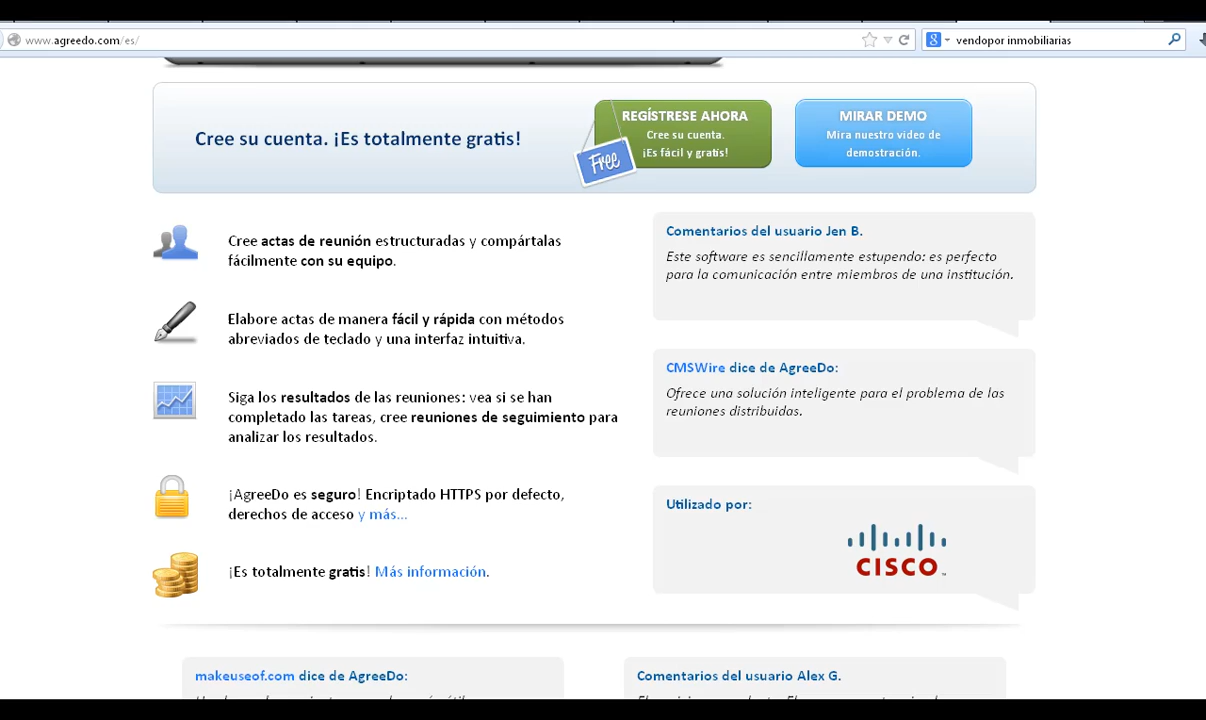 www.agreedo.com/es/
vendopor inmobiliarias
Cree su cuenta. ¡Es totalmente gratis!
REGÍSTRESE AHORA
Cree su cuenta.
¡Es fácil y gratis!
Free
MIRAR DEMO
Mira nuestro video de
demostración.
Cree actas de reunión estructuradas y compártalas
fácilmente con su equipo.
Elabore actas de manera fácil y rápida con métodos
abreviados de teclado y una interfaz intuitiva.
Siga los resultados de las reuniones: vea si se han
completado las tareas, cree reuniones de seguimiento para
analizar los resultados.
¡AgreeDo es seguro! Encriptado HTTPS por defecto,
derechos de acceso y más...
¡Es totalmente gratis! Más información.
Comentarios del usuario Jen B.
Este software es sencillamente estupendo: es perfecto
para la comunicación entre miembros de una institución.
CMSWire dice de AgreeDo:
Ofrece una solución inteligente para el problema de las
reuniones distribuidas.
Utilizado por:
CISCO™
makeuseof.com dice de AgreeDo:
Comentarios del usuario Alex G.